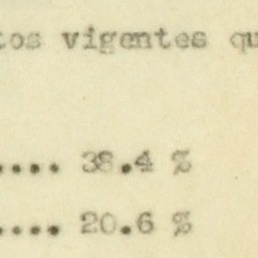 tos vigentes qu
.... 38.4 %
.... 20.6 %